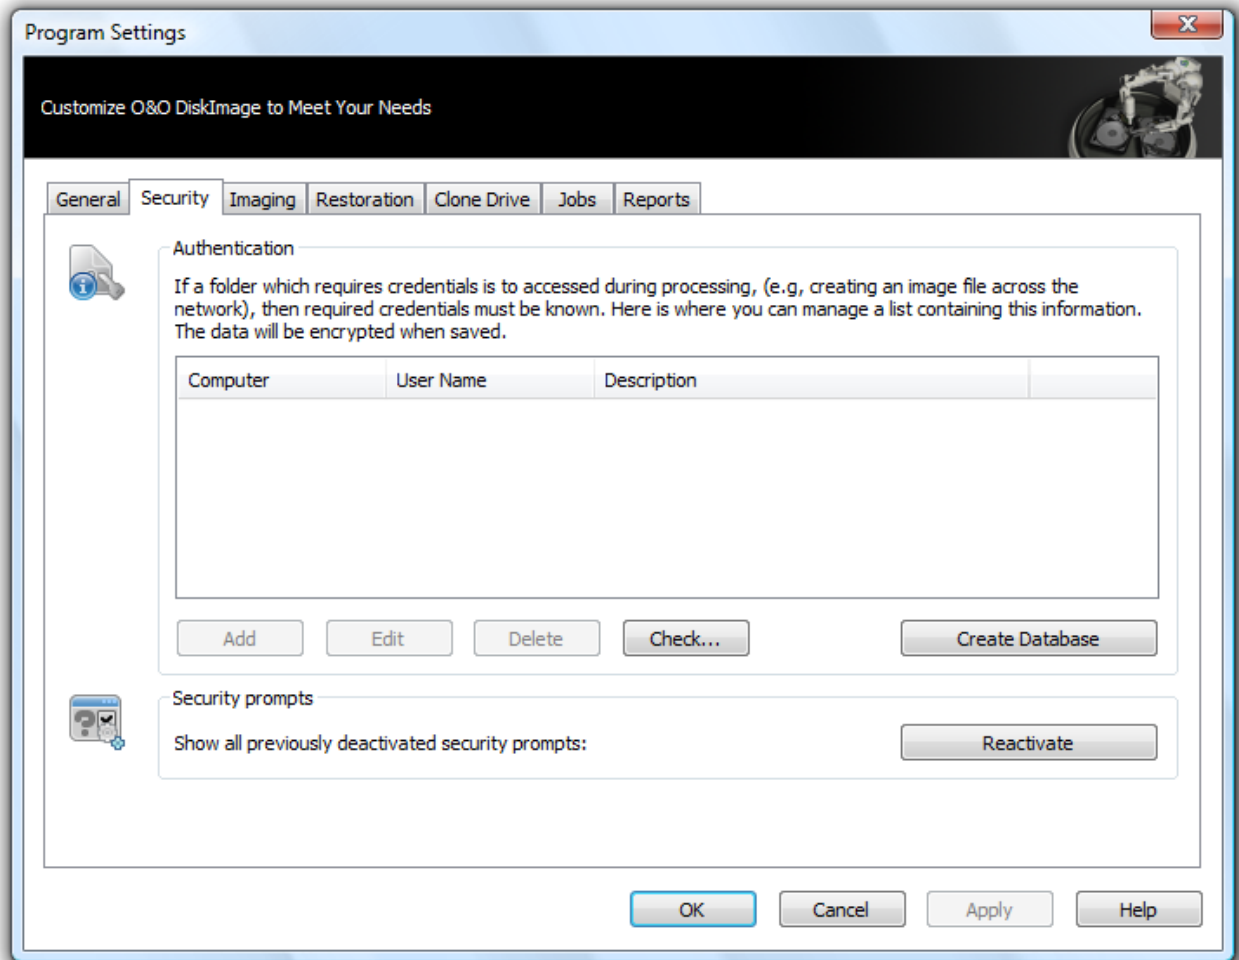 Program Settings
Customize O&O DiskImage to Meet Your Needs
General Security Imaging Restoration Clone Drive Jobs Reports
Authentication
If a folder which requires credentials is to accessed during processing, (e.g, creating an image file across the
network), then required credentials must be known. Here is where you can manage a list containing this information.
The data will be encrypted when saved.
Computer User Name Description
Add Edit Delete Check... Create Database
Security prompts
Show all previously deactivated security prompts: Reactivate
OK Cancel Apply Help